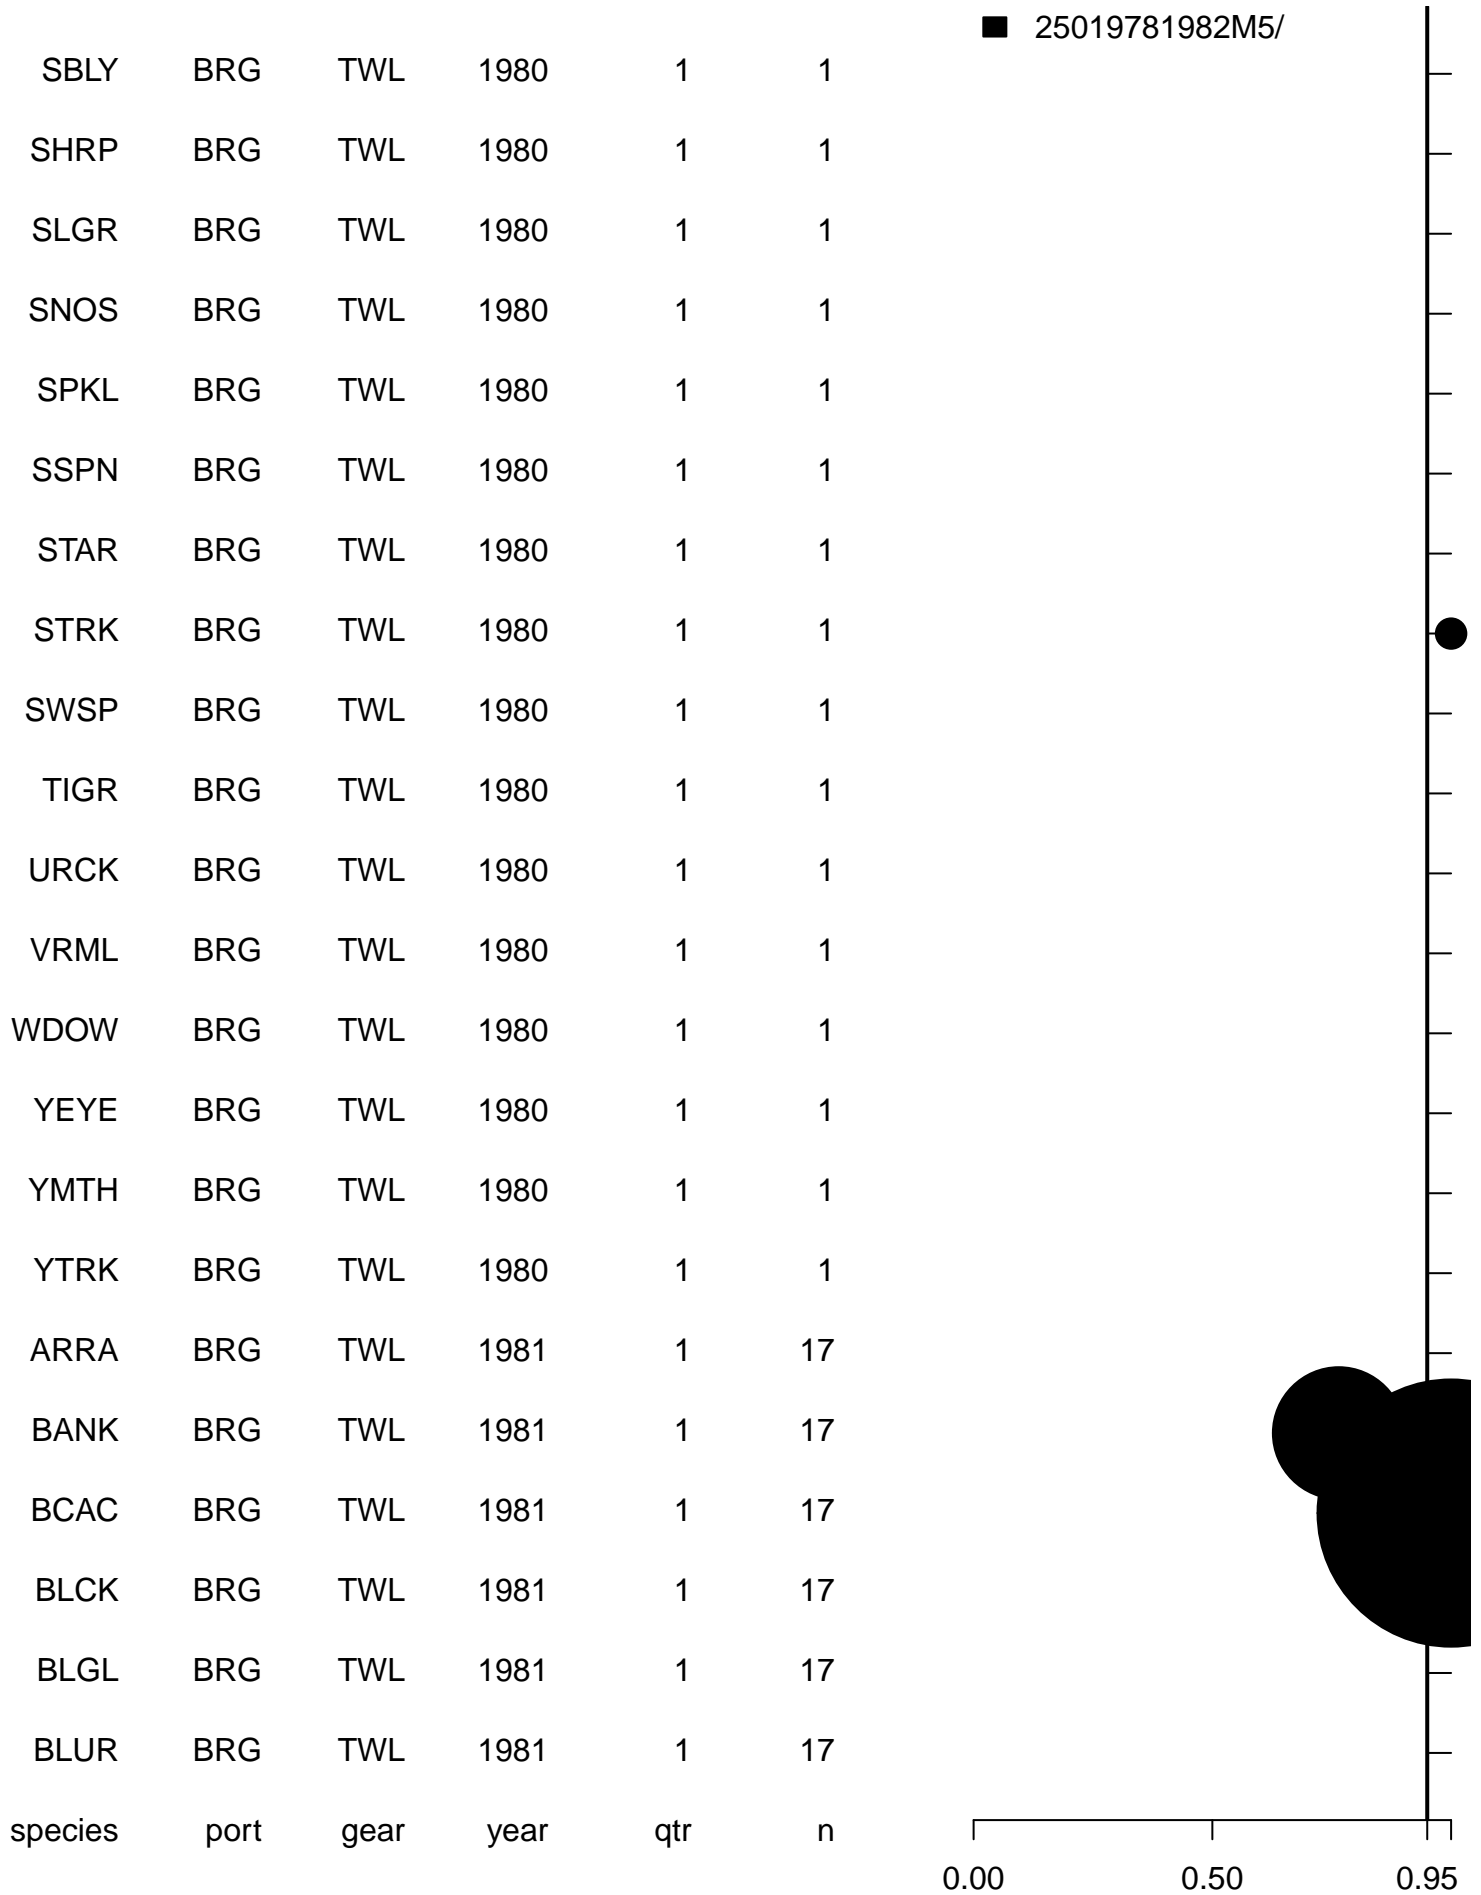 25019781982M5/
SBLY BRG TWL 1980 1 1
SHRP BRG TWL 1980 1 1
SLGR BRG TWL 1980 1 1
SNOS BRG TWL 1980 1 1
SPKL BRG TWL 1980 1 1
SSPN BRG TWL 1980 1 1
STAR BRG TWL 1980 1 1
STRK BRG TWL 1980 1 1
SWSP BRG TWL 1980 1 1
TIGR BRG TWL 1980 1 1
URCK BRG TWL 1980 1 1
VRML BRG TWL 1980 1 1
WDOW BRG TWL 1980 1 1
YEYE BRG TWL 1980 1 1
YMTH BRG TWL 1980 1 1
YTRK BRG TWL 1980 1 1
ARRA BRG TWL 1981 1 17
BANK BRG TWL 1981 1 17
BCAC BRG TWL 1981 1 17
BLCK BRG TWL 1981 1 17
BLGL BRG TWL 1981 1 17
BLUR BRG TWL 1981 1 17
species port gear year qtr n
0.00 0.50 0.95